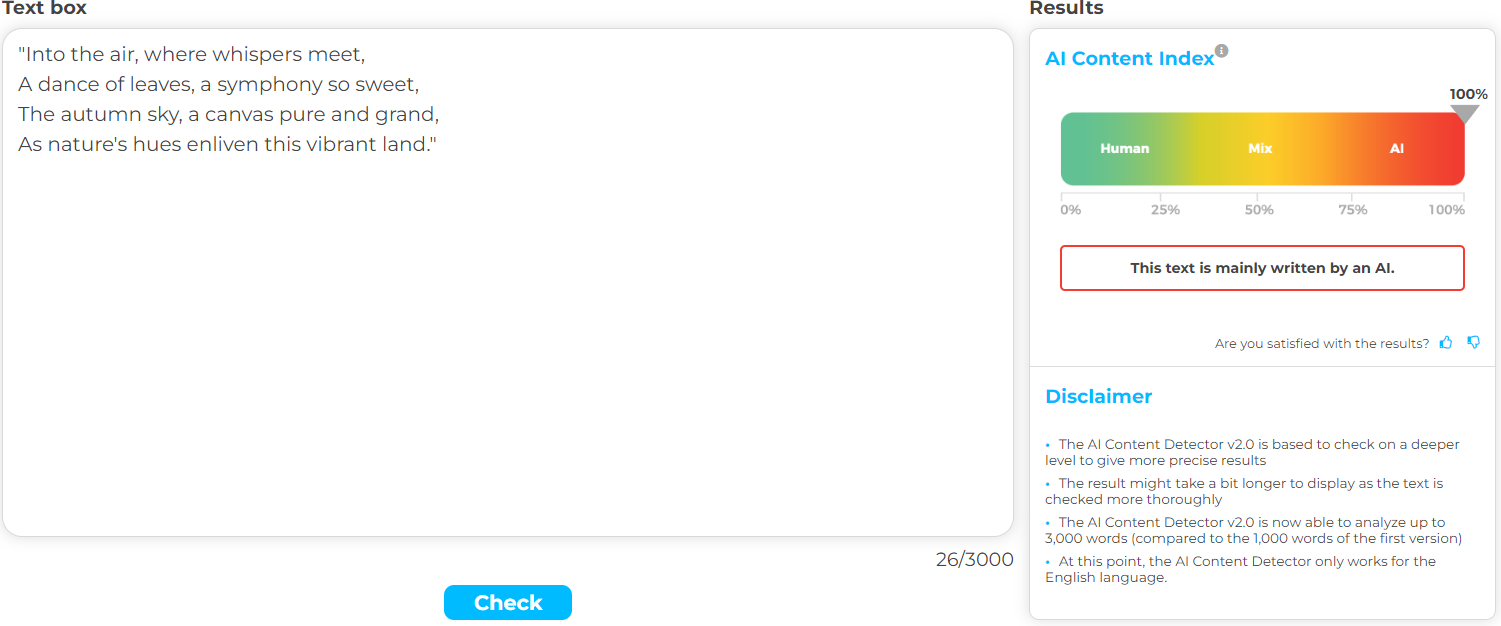 Text box
"Into the air, where whispers meet,
A dance of leaves, a symphony so sweet,
The autumn sky, a canvas pure and grand,
As nature's hues enliven this vibrant land."
26/3000
Check
Results
AI Content Index
100%
Human Mix AI
0% 25% 50% 75% 100%
This text is mainly written by an AI.
Are you satisfied with the results?
Disclaimer
• The AI Content Detector v2.0 is based to check on a deeper
level to give more precise results
• The result might take a bit longer to display as the text is
checked more thoroughly
• The AI Content Detector v2.0 is now able to analyze up to
3,000 words (compared to the 1,000 words of the first version)
• At this point, the AI Content Detector only works for the
English language.